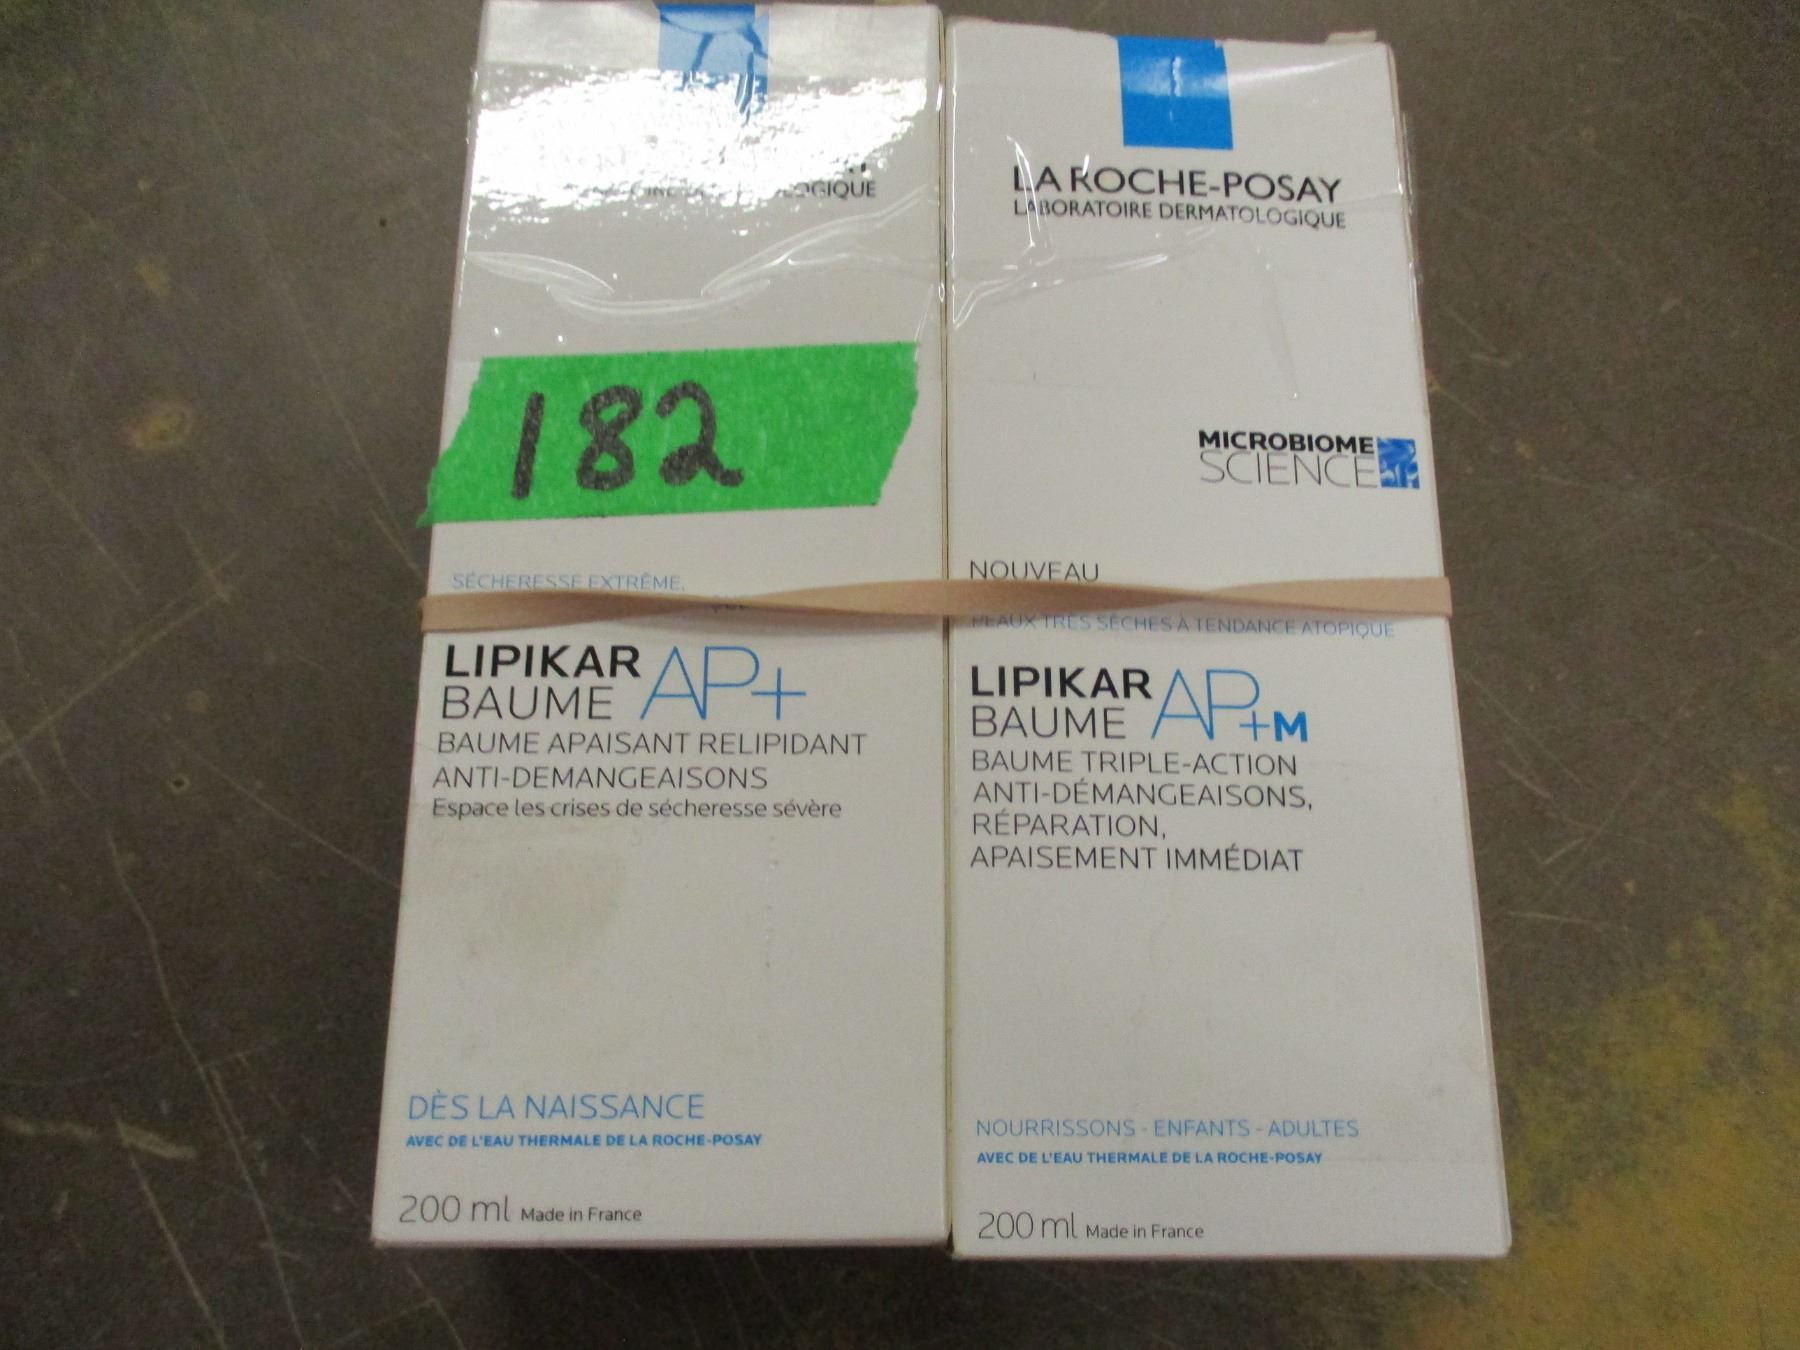 OGIQUE
182
SÉCHERESSE EXTRÊME,
LIPIKAR
BAUME AP+
BAUME APAISANT RELIPIDANT
ANTI-DEMANGEAISONS
Espace les crises de sécheresse sévère
DÈS LA NAISSANCE
AVEC DE L'EAU THERMALE DE LA ROCHE-POSAY
200 ml Made in France
LA ROCHE-POSAY
LABORATOIRE DERMATOLOGIQUE
MICROBIOME
SCIENCE
NOUVEAU
PEAUX TRÈS SÈCHES À TENDANCE ATOPIQUE
LIPIKAR
BAUME AP+M
BAUME TRIPLE-ACTION
ANTI-DÉMANGEAISONS,
RÉPARATION,
APAISEMENT IMMÉDIAT
NOURRISSONS - ENFANTS - ADULTES
AVEC DE L'EAU THERMALE DE LA ROCHE-POSAY
200 ml Made in France